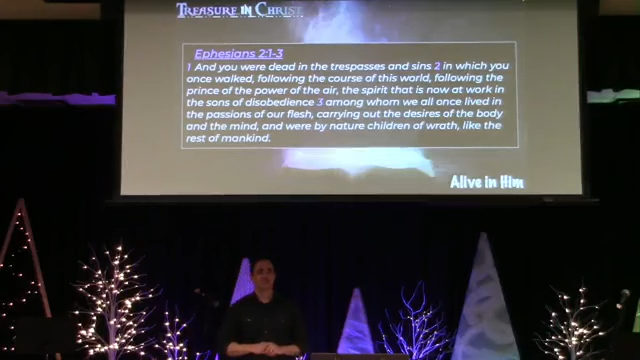 TREASURE IN CHRIST
Ephesians 2:1-3
1 And you were dead in the trespasses and sins 2 in which you
once walked, following the course of this world, following the
prince of the power of the air, the spirit that is now at work in
the sons of disobedience 3 among whom we all once lived in
the passions of our flesh, carrying out the desires of the body
and the mind, and were by nature children of wrath, like the
rest of mankind.
Alive in Him